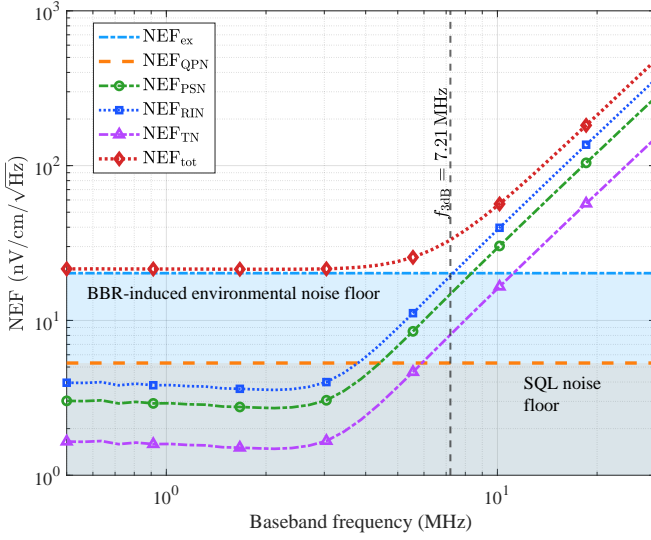 10^3
10^2
10^1
10^0
NEF (nV/cm/√Hz)
NEF_ex
NEF_QPN
NEF_PSN
NEF_RIN
NEF_TN
NEF_tot
f_3dB = 7.21 MHz
BBR-induced environmental noise floor
SQL noise
floor
10^0
10^1
Baseband frequency (MHz)